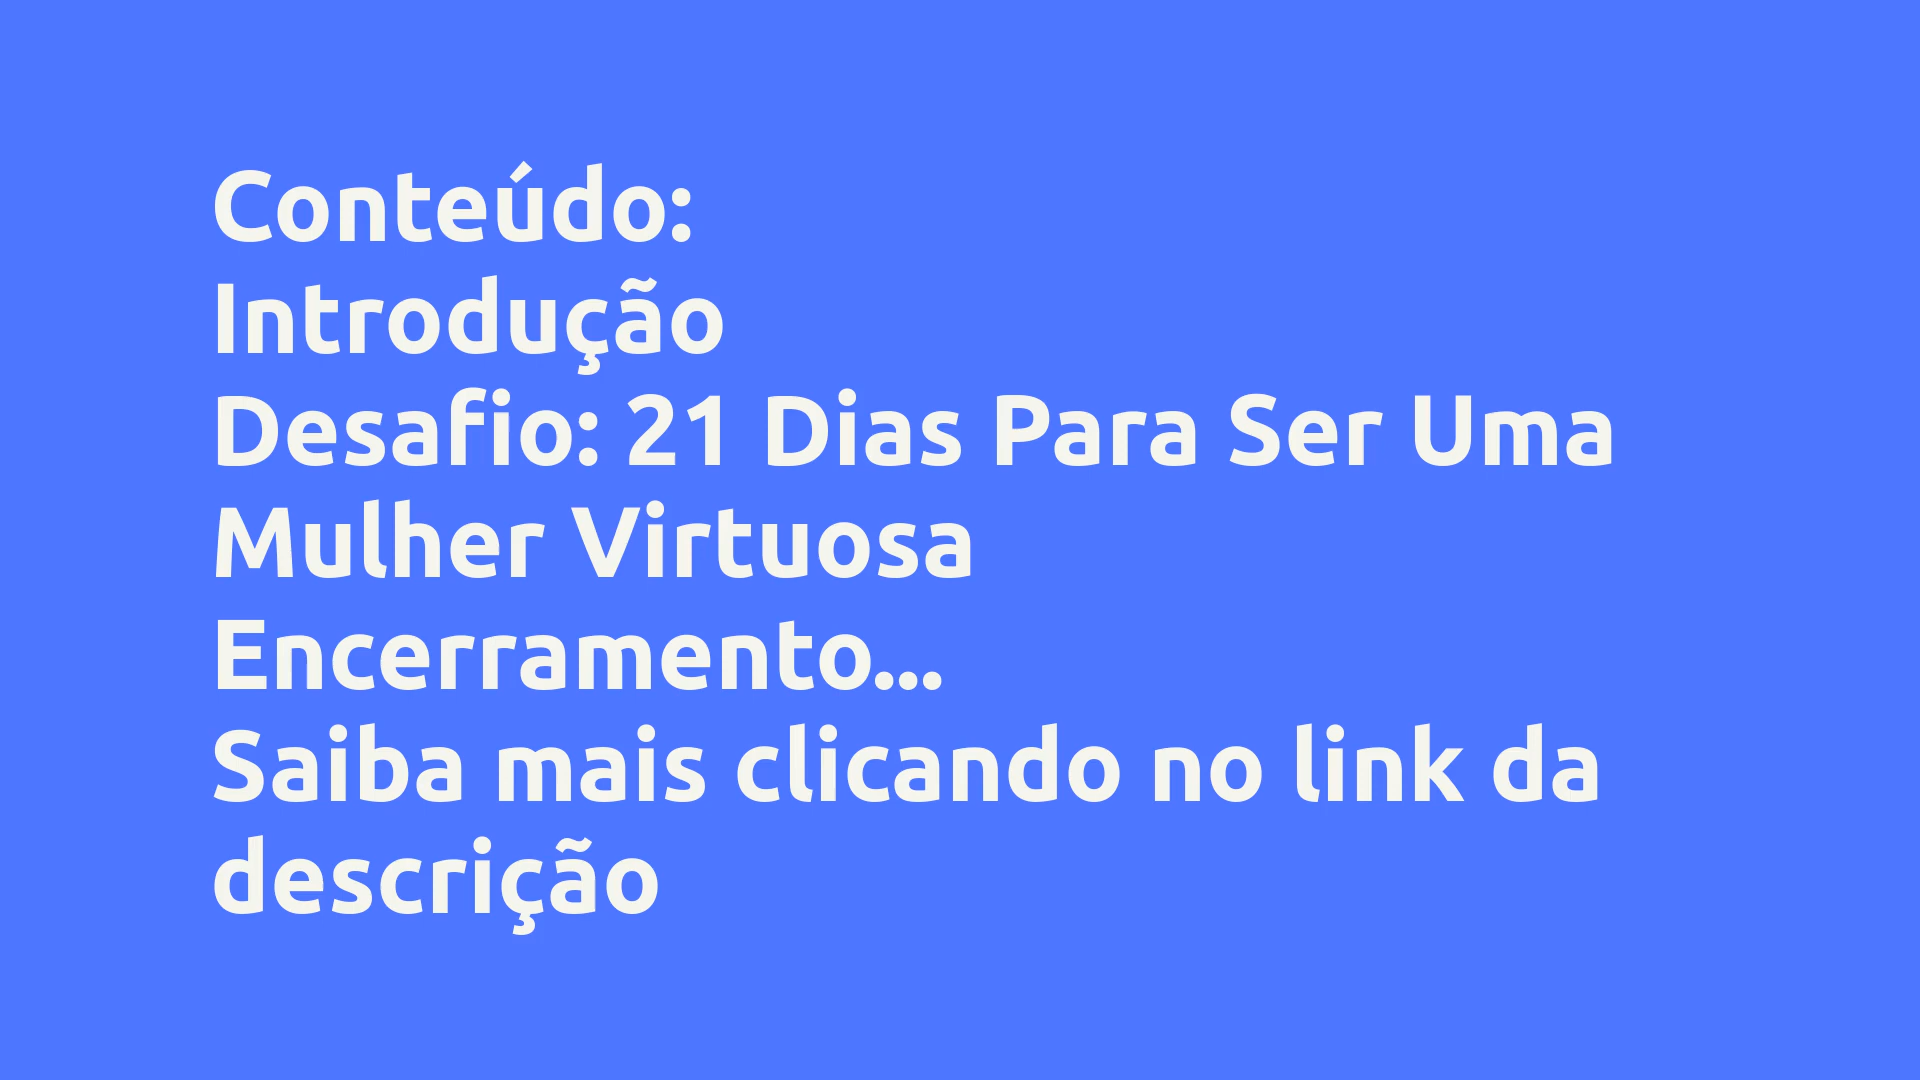 Conteúdo:
Introdução
Desafio: 21 Dias Para Ser Uma
Mulher Virtuosa
Encerramento...
Saiba mais clicando no link da
descrição